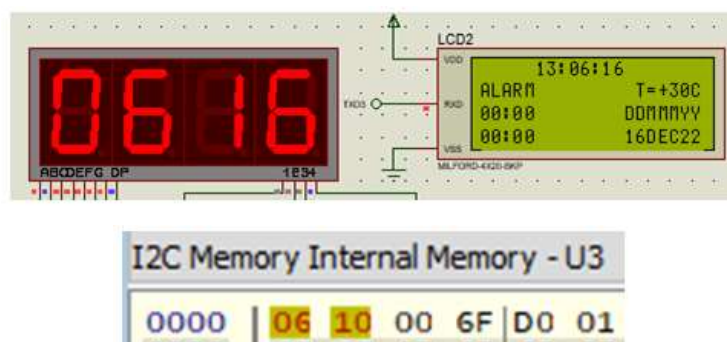 LCD2
0616
ABCDEFG DP
1234
TXD3
VDD
RXD
VSS
13:06:16
ALARM T=+30C
00:00 DDMMMYY
00:00 16DEC22
MILFORD-4X20-BKP
I2C Memory Internal Memory - U3
0000 06 10 00 6F D0 01